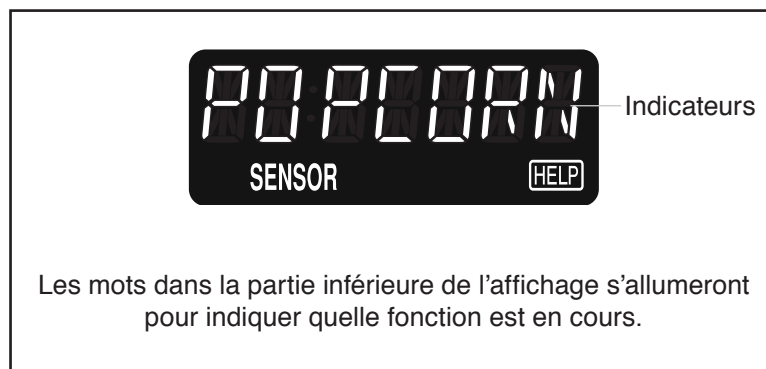 POPCORN
Indicateurs
SENSOR
HELP
Les mots dans la partie inférieure de l'affichage s'allumeront
pour indiquer quelle fonction est en cours.